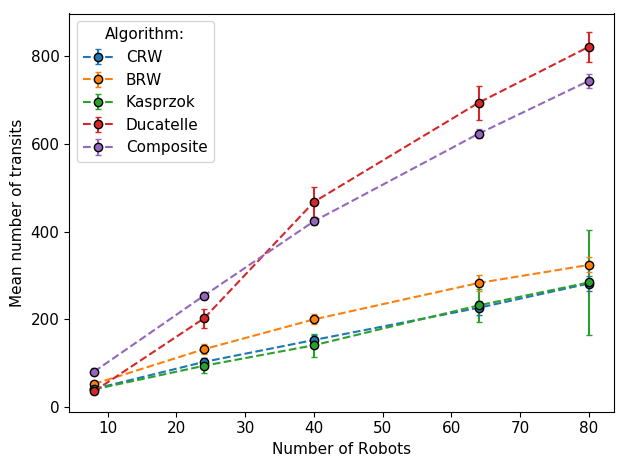 Algorithm:
CRW
BRW
Kasprzok
Ducatelle
Composite
Mean number of transits
800
600
400
200
0
10 20 30 40 50 60 70 80
Number of Robots